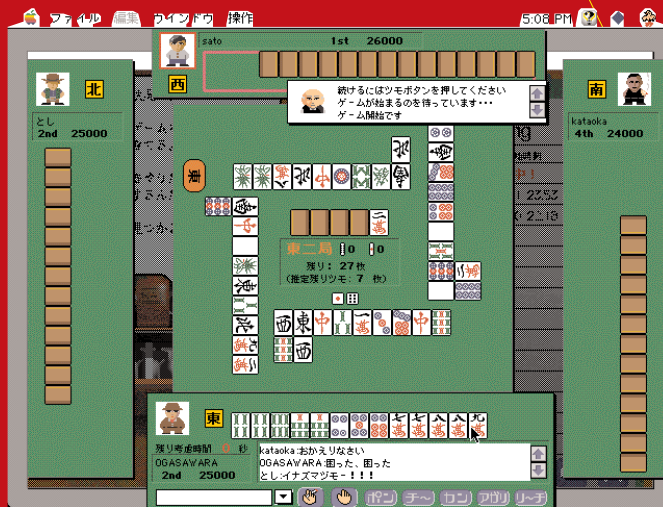 ファイル 編集 ウインドウ 操作 5:08 PM
sato 1st 26000
西
続けるにはツモボタンを押してください
ゲームが始まるのを待っています・・・
ゲーム開始です
北
とし
2nd 25000
南
kataoka
4th 24000
東
東二局 0 0
残り: 27枚
(推定残りツモ: 7 枚)
東
残り考慮時間 秒
OGASAWARA
2nd 25000
kataoka:おかえりなさい
OGASAWARA:困った、困った
とし:イナズマツモ-!!!
ポン チ～ カン アガリ リ～チ